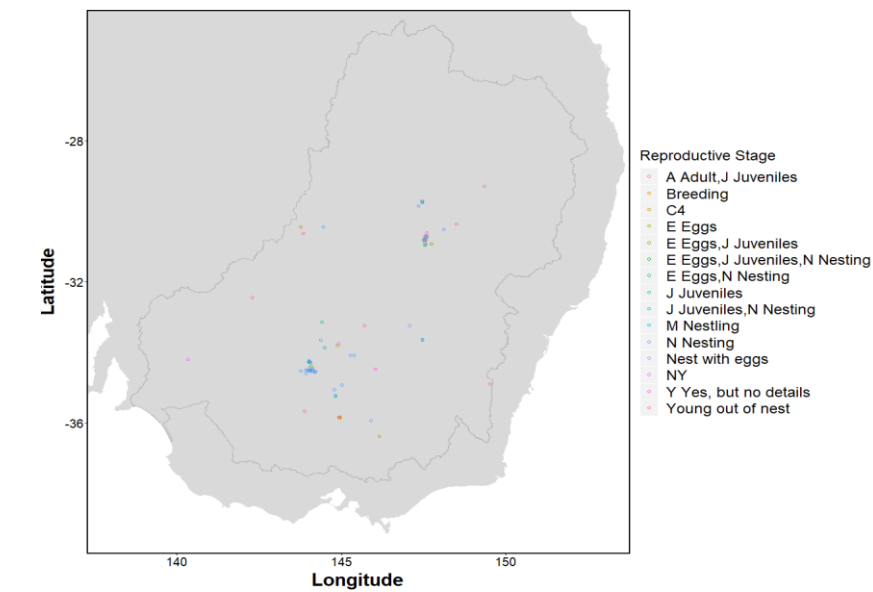 -28
-32
-36
Latitude
140
145
150
Longitude
Reproductive Stage
A Adult,J Juveniles
Breeding
C4
E Eggs
E Eggs,J Juveniles
E Eggs,J Juveniles,N Nesting
E Eggs,N Nesting
J Juveniles
J Juveniles,N Nesting
M Nestling
N Nesting
Nest with eggs
NY
Y Yes, but no details
Young out of nest